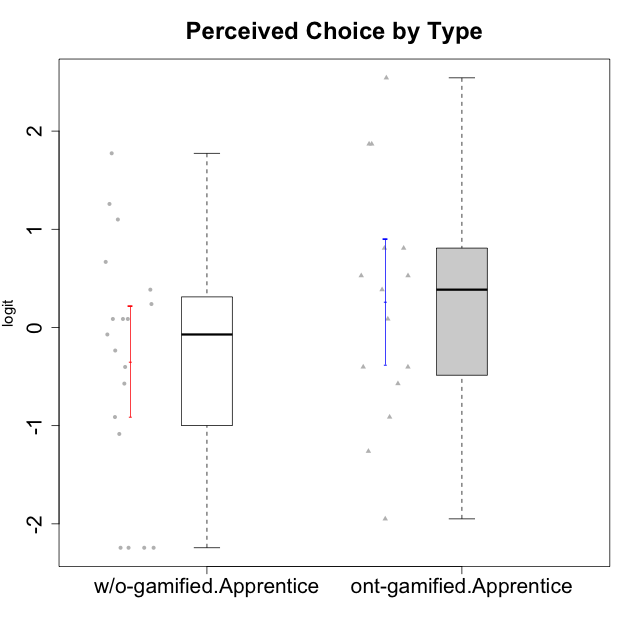 Perceived Choice by Type
2
1
0
-1
-2
logit
w/o-gamified.Apprentice
ont-gamified.Apprentice